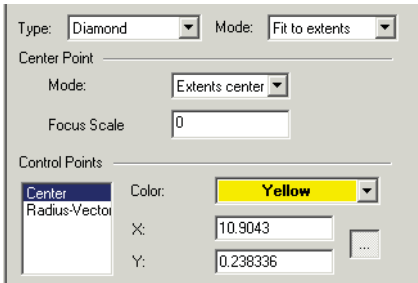 Type: Diamond Mode: Fit to extents
Center Point
Mode: Extents center
Focus Scale 0
Control Points
Center Color: Yellow
Radius-Vector
X: 10.9043
...
Y: 0.238336